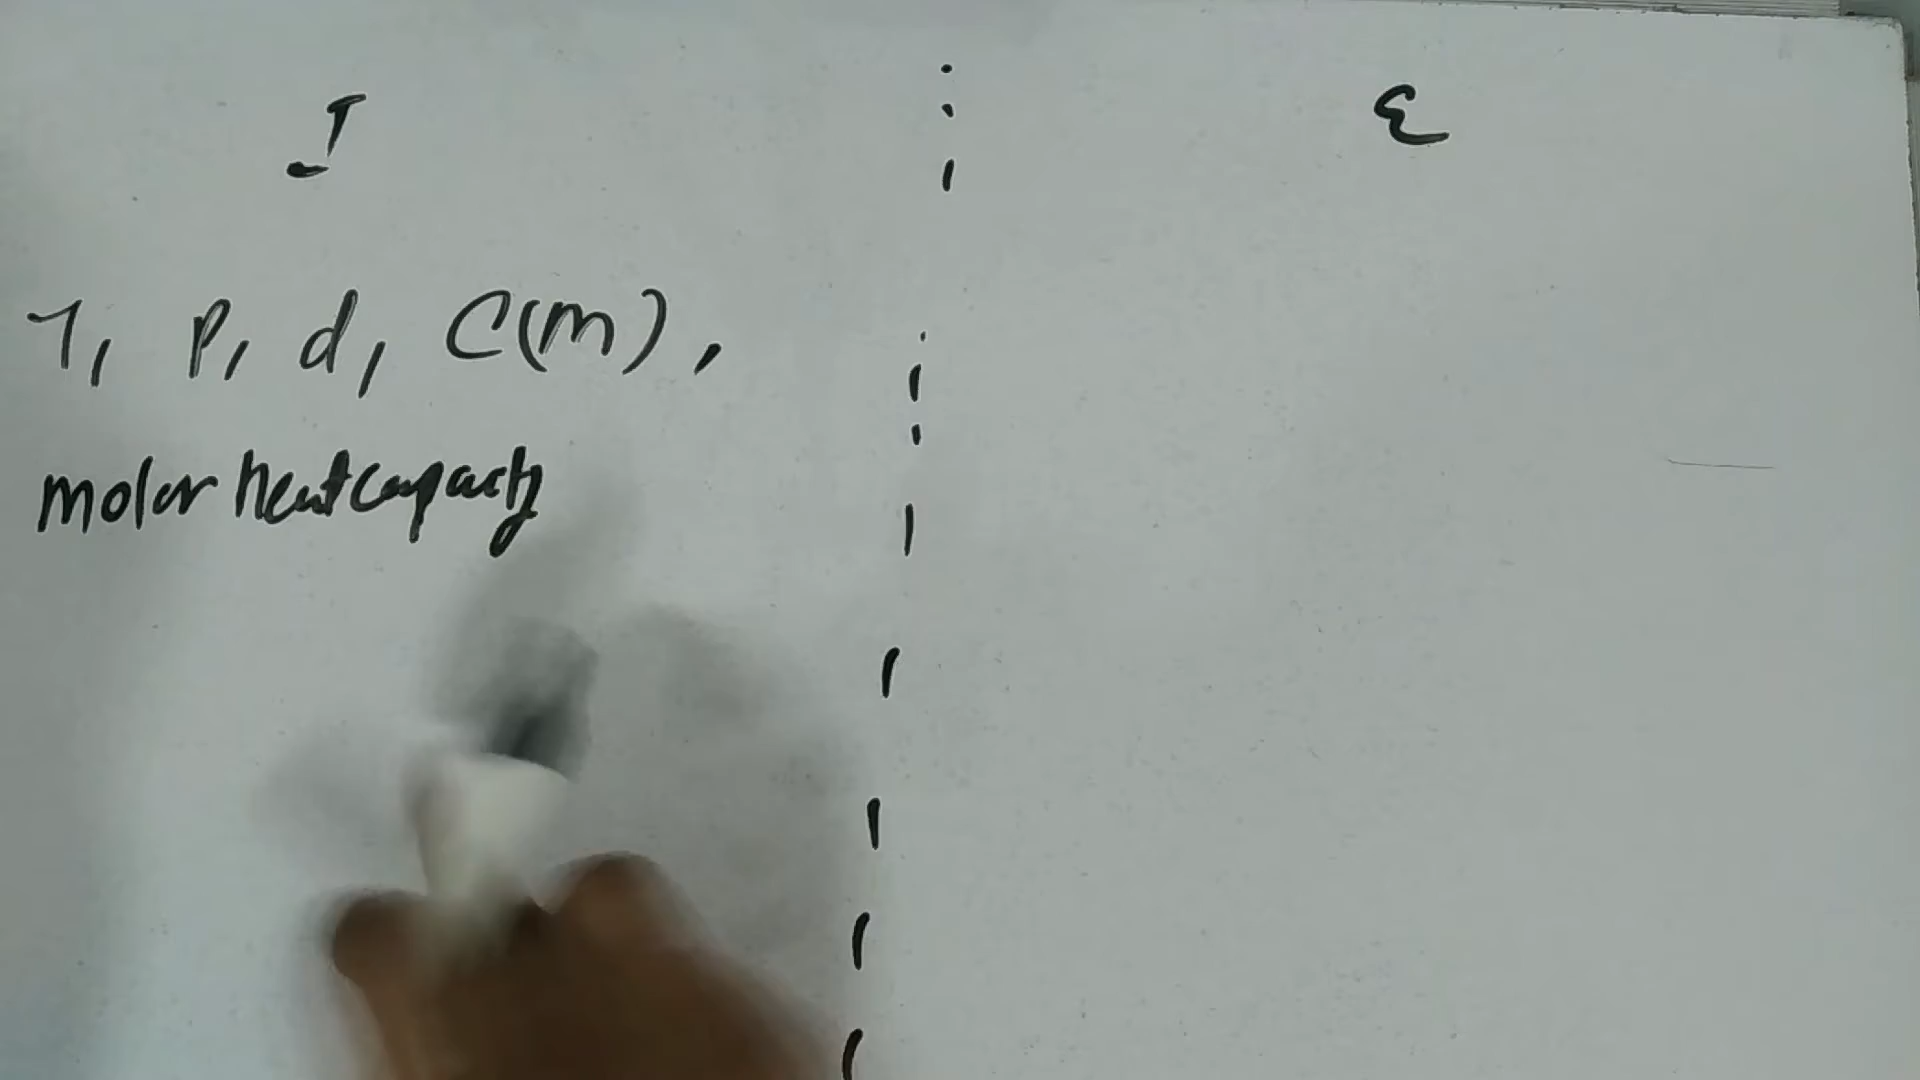 I
ε
T, P, d, C(m),
molar heat capacity